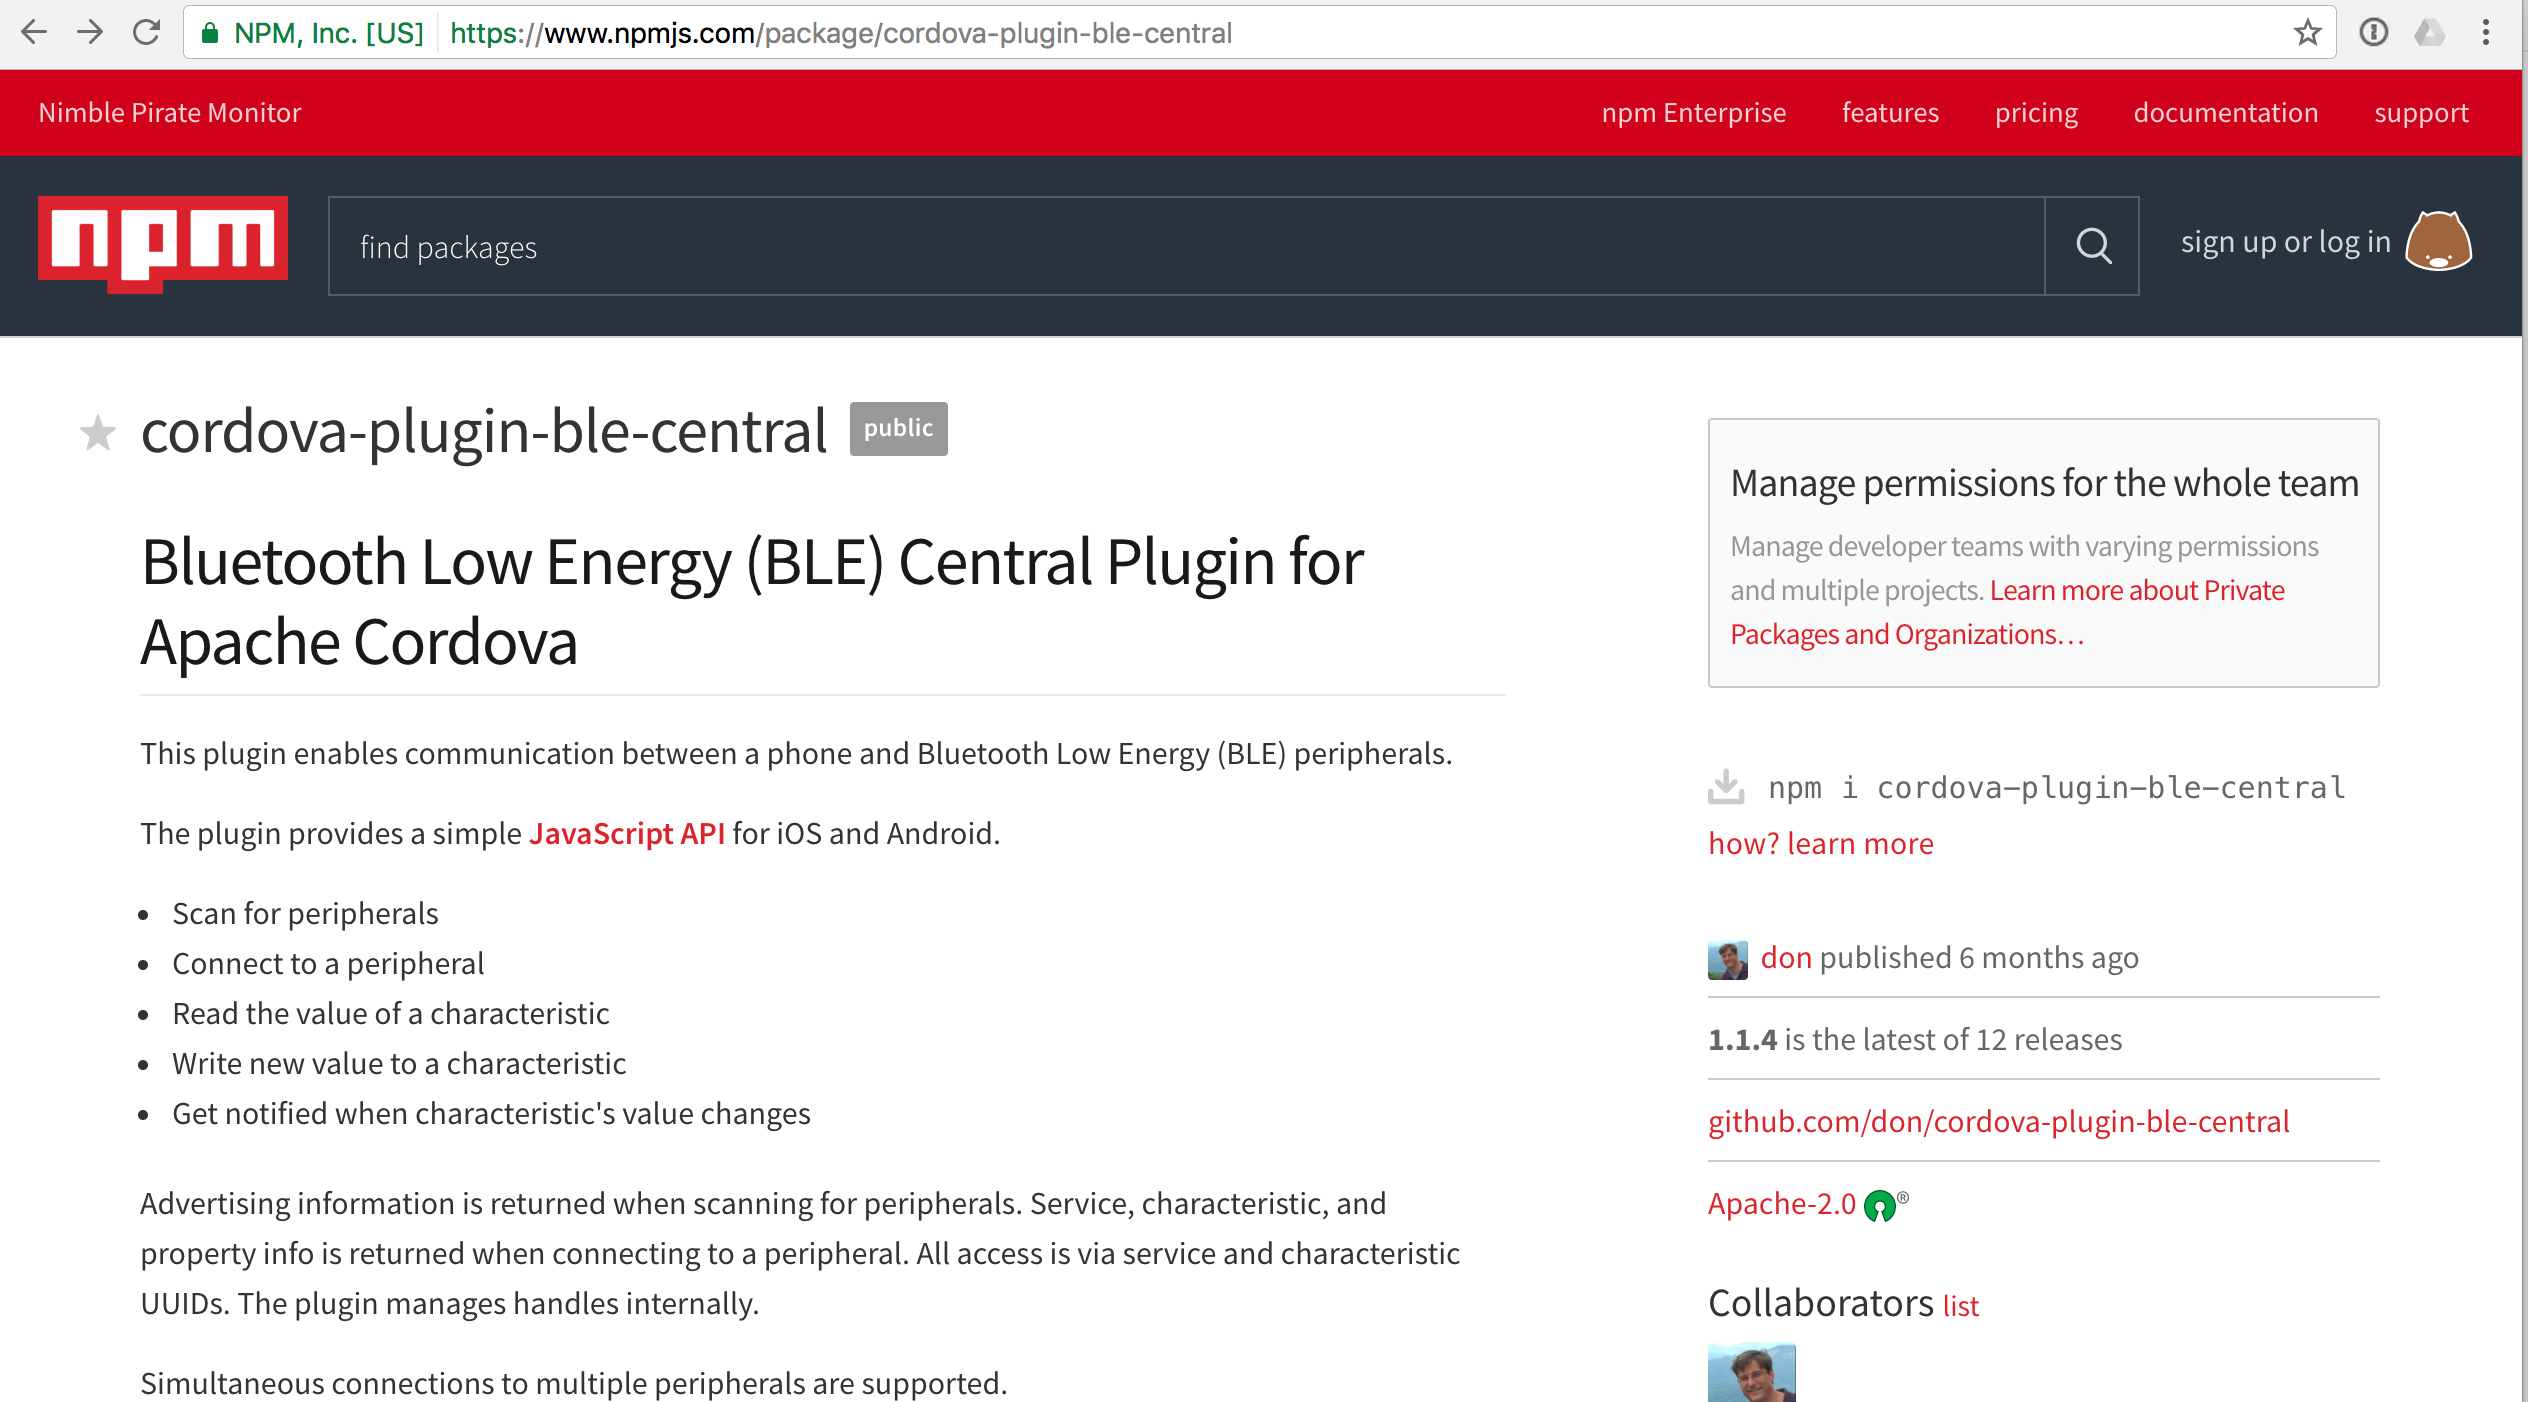 NPM, Inc. [US] https://www.npmjs.com/package/cordova-plugin-ble-central
Nimble Pirate Monitor
npm Enterprise features pricing documentation support
npm
find packages
sign up or log in
cordova-plugin-ble-central public
Bluetooth Low Energy (BLE) Central Plugin for
Apache Cordova
This plugin enables communication between a phone and Bluetooth Low Energy (BLE) peripherals.
The plugin provides a simple JavaScript API for iOS and Android.
• Scan for peripherals
• Connect to a peripheral
• Read the value of a characteristic
• Write new value to a characteristic
• Get notified when characteristic's value changes
Advertising information is returned when scanning for peripherals. Service, characteristic, and
property info is returned when connecting to a peripheral. All access is via service and characteristic
UUIDs. The plugin manages handles internally.
Simultaneous connections to multiple peripherals are supported.
Manage permissions for the whole team
Manage developer teams with varying permissions
and multiple projects. Learn more about Private
Packages and Organizations…
npm i cordova-plugin-ble-central
how? learn more
don published 6 months ago
1.1.4 is the latest of 12 releases
github.com/don/cordova-plugin-ble-central
Apache-2.0 ®
Collaborators list